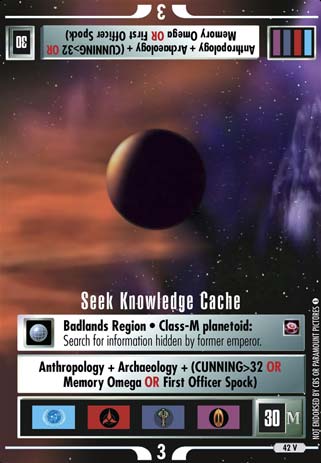 3
Anthropology + Archaeology + (CUNNING>32 OR
Memory Omega OR First Officer Spock)
30
Seek Knowledge Cache
Badlands Region • Class-M planetoid:
Search for information hidden by former emperor.
Anthropology + Archaeology + (CUNNING>32 OR
Memory Omega OR First Officer Spock)
30 M
3
42 V
NOT ENDORSED BY CBS OR PARAMOUNT PICTURES